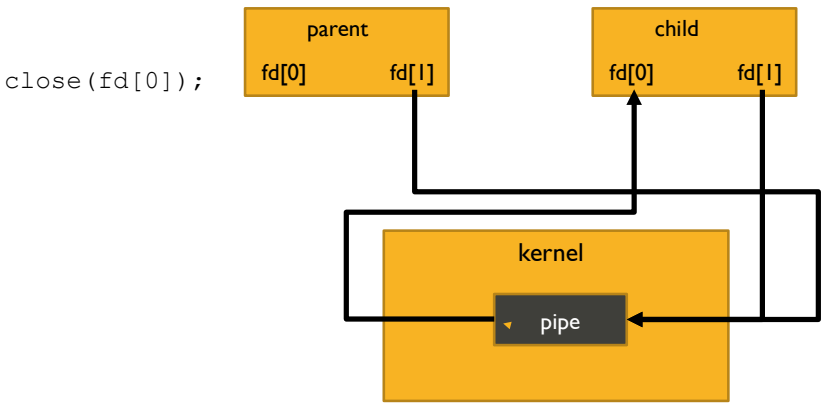 parent
child
close(fd[0]);
fd[0]
fd[1]
fd[0]
fd[1]
kernel
pipe